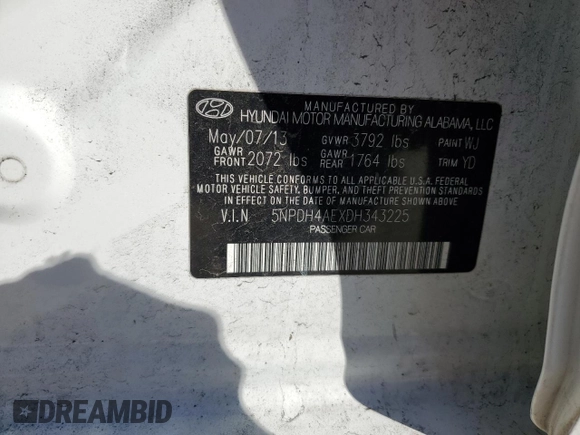 MANUFACTURED BY
HYUNDAI MOTOR MANUFACTURING ALABAMA, LLC
May/07/13 GVWR 3792 lbs PAINT WJ
GAWR FRONT 2072 lbs GAWR REAR 1764 lbs TRIM YD
THIS VEHICLE CONFORMS TO ALL APPLICABLE U.S.A. FEDERAL
MOTOR VEHICLE SAFETY, BUMPER, AND THEFT PREVENTION
STANDARDS IN EFFECT ON THE DATE OF MANUFACTURE SHOWN ABOVE.
V.I.N 5NPDH4AEXDH343225
PASSENGER CAR
DREAMBID